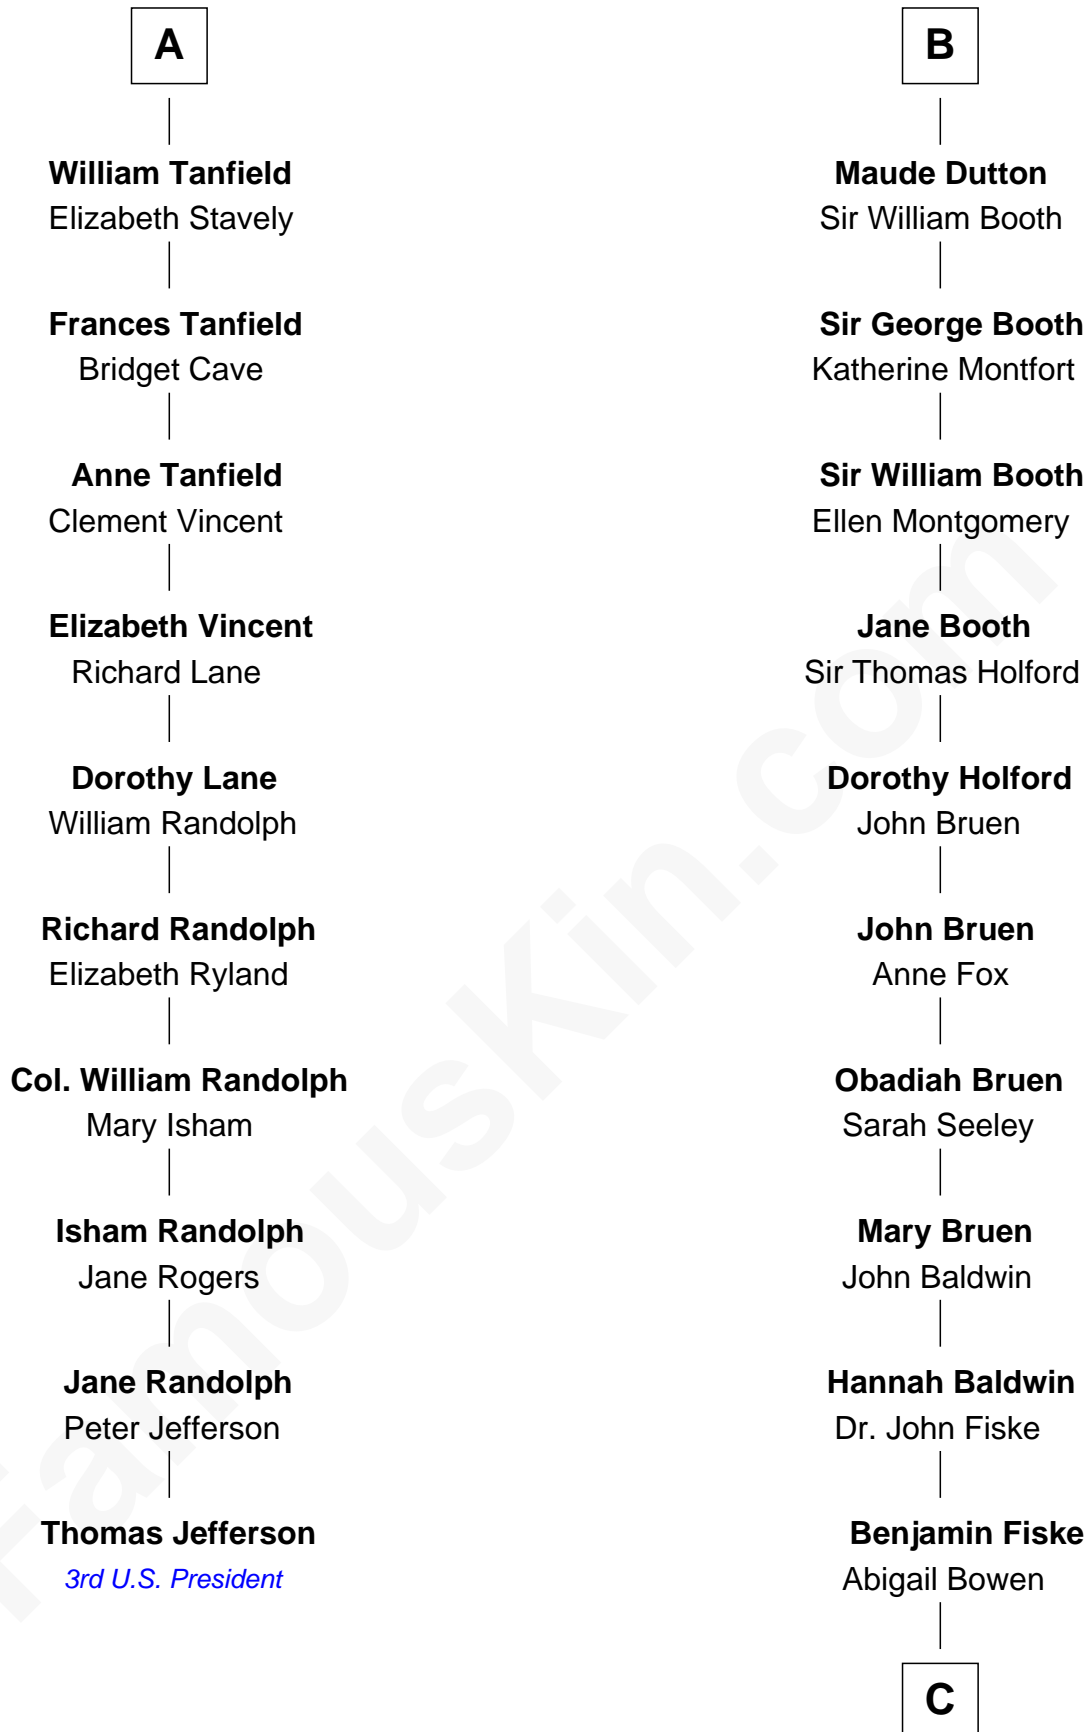 A
William Tanfield
Elizabeth Stavely
Frances Tanfield
Bridget Cave
Anne Tanfield
Clement Vincent
Elizabeth Vincent
Richard Lane
Dorothy Lane
William Randolph
Richard Randolph
Elizabeth Ryland
Col. William Randolph
Mary Isham
Isham Randolph
Jane Rogers
Jane Randolph
Peter Jefferson
Thomas Jefferson
3rd U.S. President
B
Maude Dutton
Sir William Booth
Sir George Booth
Katherine Montfort
Sir William Booth
Ellen Montgomery
Jane Booth
Sir Thomas Holford
Dorothy Holford
John Bruen
John Bruen
Anne Fox
Obadiah Bruen
Sarah Seeley
Mary Bruen
John Baldwin
Hannah Baldwin
Dr. John Fiske
Benjamin Fiske
Abigail Bowen
C
FamousKin.com